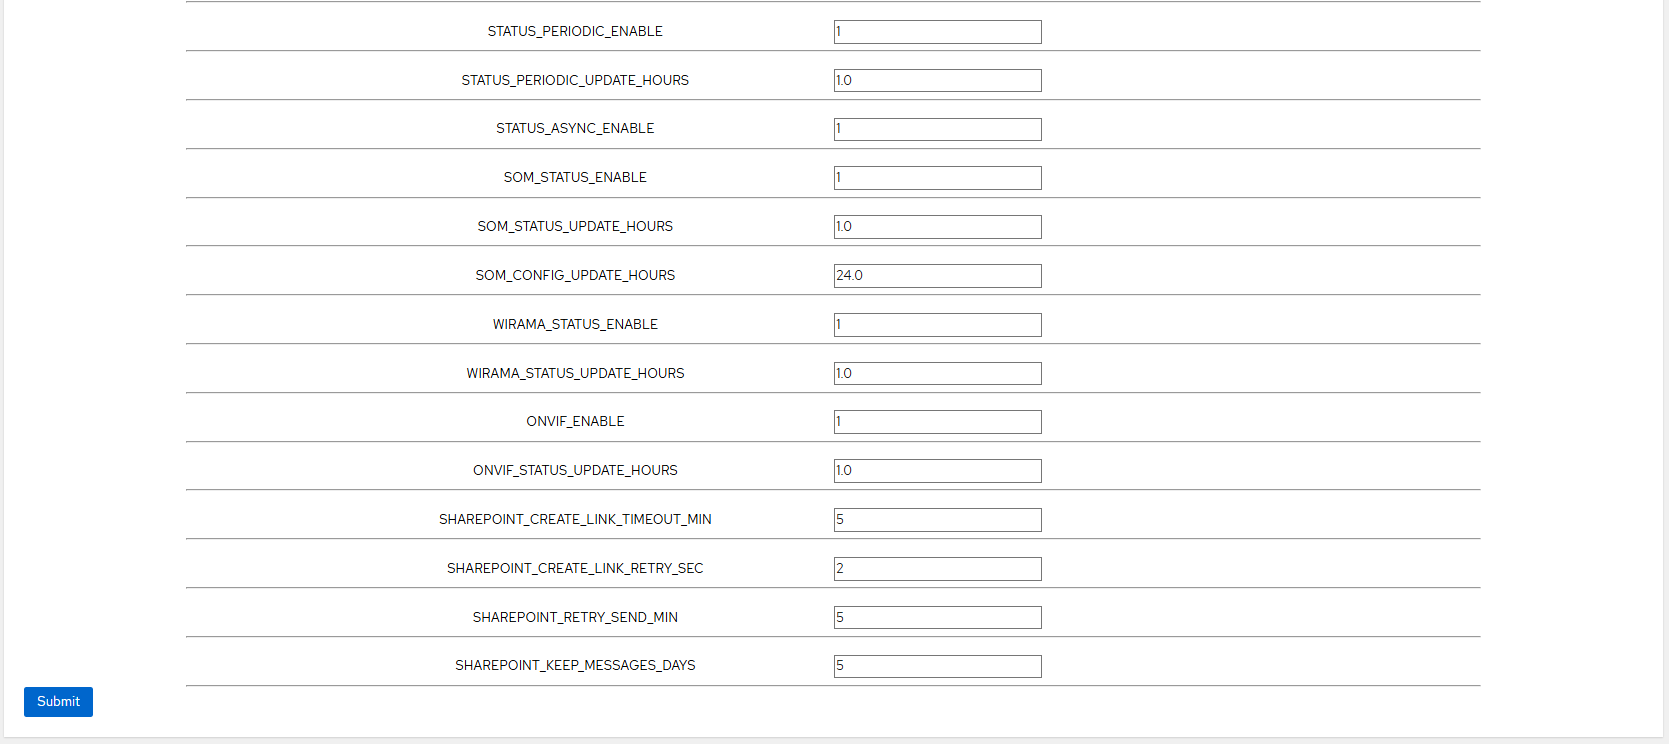 STATUS_PERIODIC_ENABLE 1
STATUS_PERIODIC_UPDATE_HOURS 1.0
STATUS_ASYNC_ENABLE 1
SOM_STATUS_ENABLE 1
SOM_STATUS_UPDATE_HOURS 1.0
SOM_CONFIG_UPDATE_HOURS 24.0
WIRAMA_STATUS_ENABLE 1
WIRAMA_STATUS_UPDATE_HOURS 1.0
ONVIF_ENABLE 1
ONVIF_STATUS_UPDATE_HOURS 1.0
SHAREPOINT_CREATE_LINK_TIMEOUT_MIN 5
SHAREPOINT_CREATE_LINK_RETRY_SEC 2
SHAREPOINT_RETRY_SEND_MIN 5
SHAREPOINT_KEEP_MESSAGES_DAYS 5
Submit